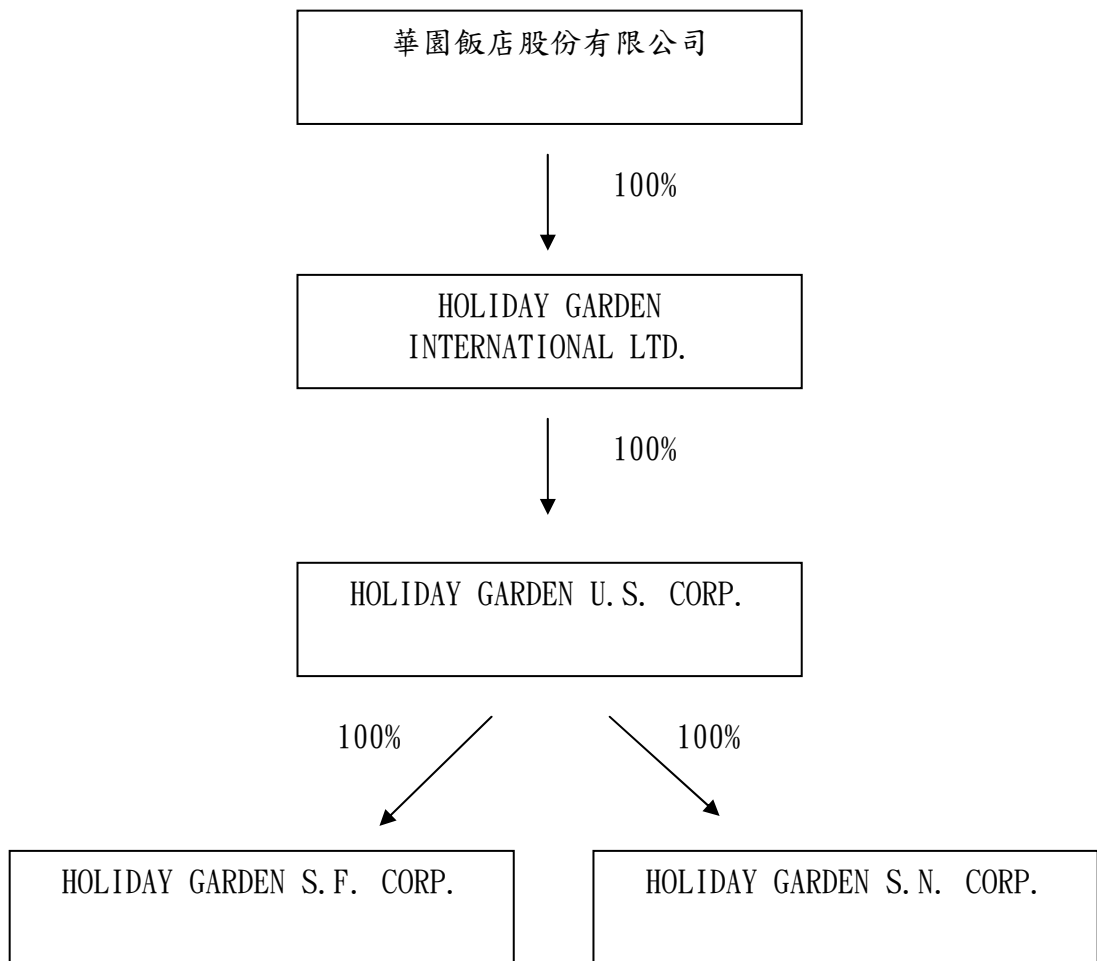 華園飯店股份有限公司
100%
HOLIDAY GARDEN
INTERNATIONAL LTD.
100%
HOLIDAY GARDEN U.S. CORP.
100%
100%
HOLIDAY GARDEN S.F. CORP.
HOLIDAY GARDEN S.N. CORP.